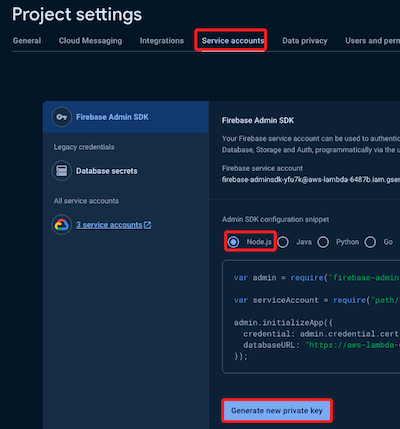 Project settings
General Cloud Messaging Integrations Service accounts Data privacy Users and perm
Firebase Admin SDK
Legacy credentials
Database secrets
All service accounts
3 service accounts
Firebase Admin SDK
Your Firebase service account can be used to authentic
Database, Storage and Auth, programmatically via the u
Firebase service account
firebase-adminsdk-yfu7k@aws-lambda-6487b.iam.gser
Admin SDK configuration snippet
Node.js Java Python Go
var admin = require("firebase-admin
var serviceAccount = require("path/
admin.initializeApp({
credential: admin.credential.cert
databaseURL: "https://aws-lambda-
});
Generate new private key